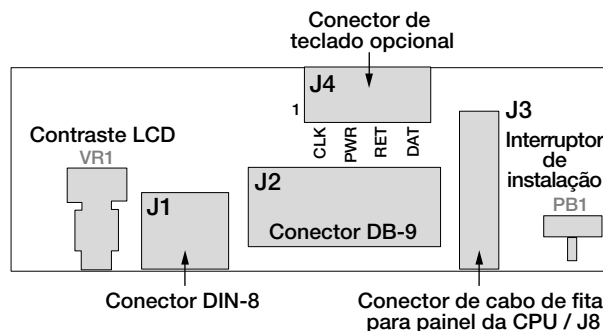 Conector de
teclado opcional
J4
1
CLK
PWR
RET
DAT
J3
Contraste LCD
VR1
Interruptor
de
instalação
PB1
J1
J2
Conector DB-9
Conector DIN-8
Conector de cabo de fita
para painel da CPU / J8